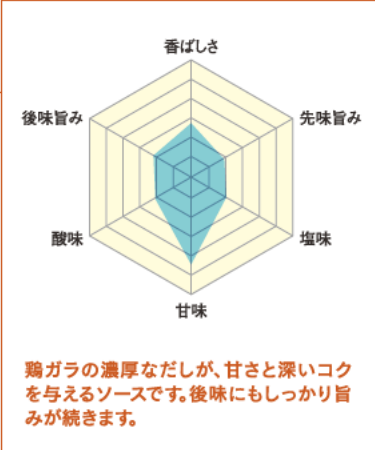 香ばしさ
後味旨み
先味旨み
酸味
塩味
甘味
鶏ガラの濃厚なだしが、甘さと深いコク
を与えるソースです。後味にもしっかり旨
みが続きます。